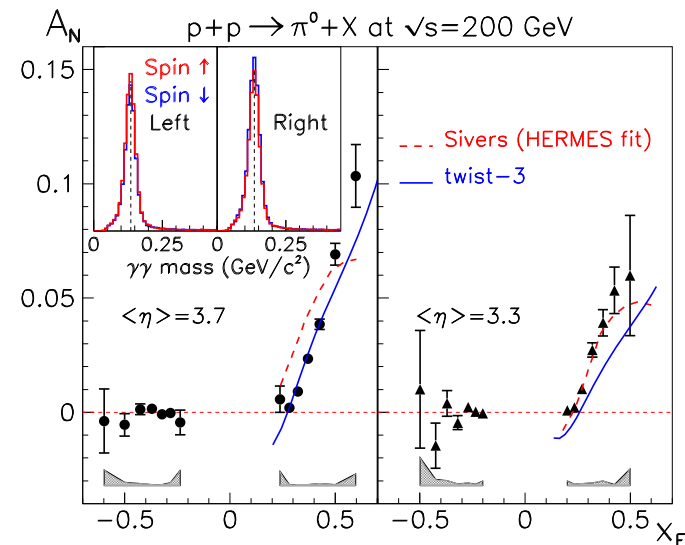 A_N
p+p → π⁰+X at √s=200 GeV
0.15
0.1
0.05
0
Spin ↑
Spin ↓
Left
Right
0 0.25 0 0.25
γγ mass (GeV/c²)
Sivers (HERMES fit)
twist-3
<η>=3.7
<η>=3.3
-0.5 0 0.5 -0.5 0 0.5
x_F